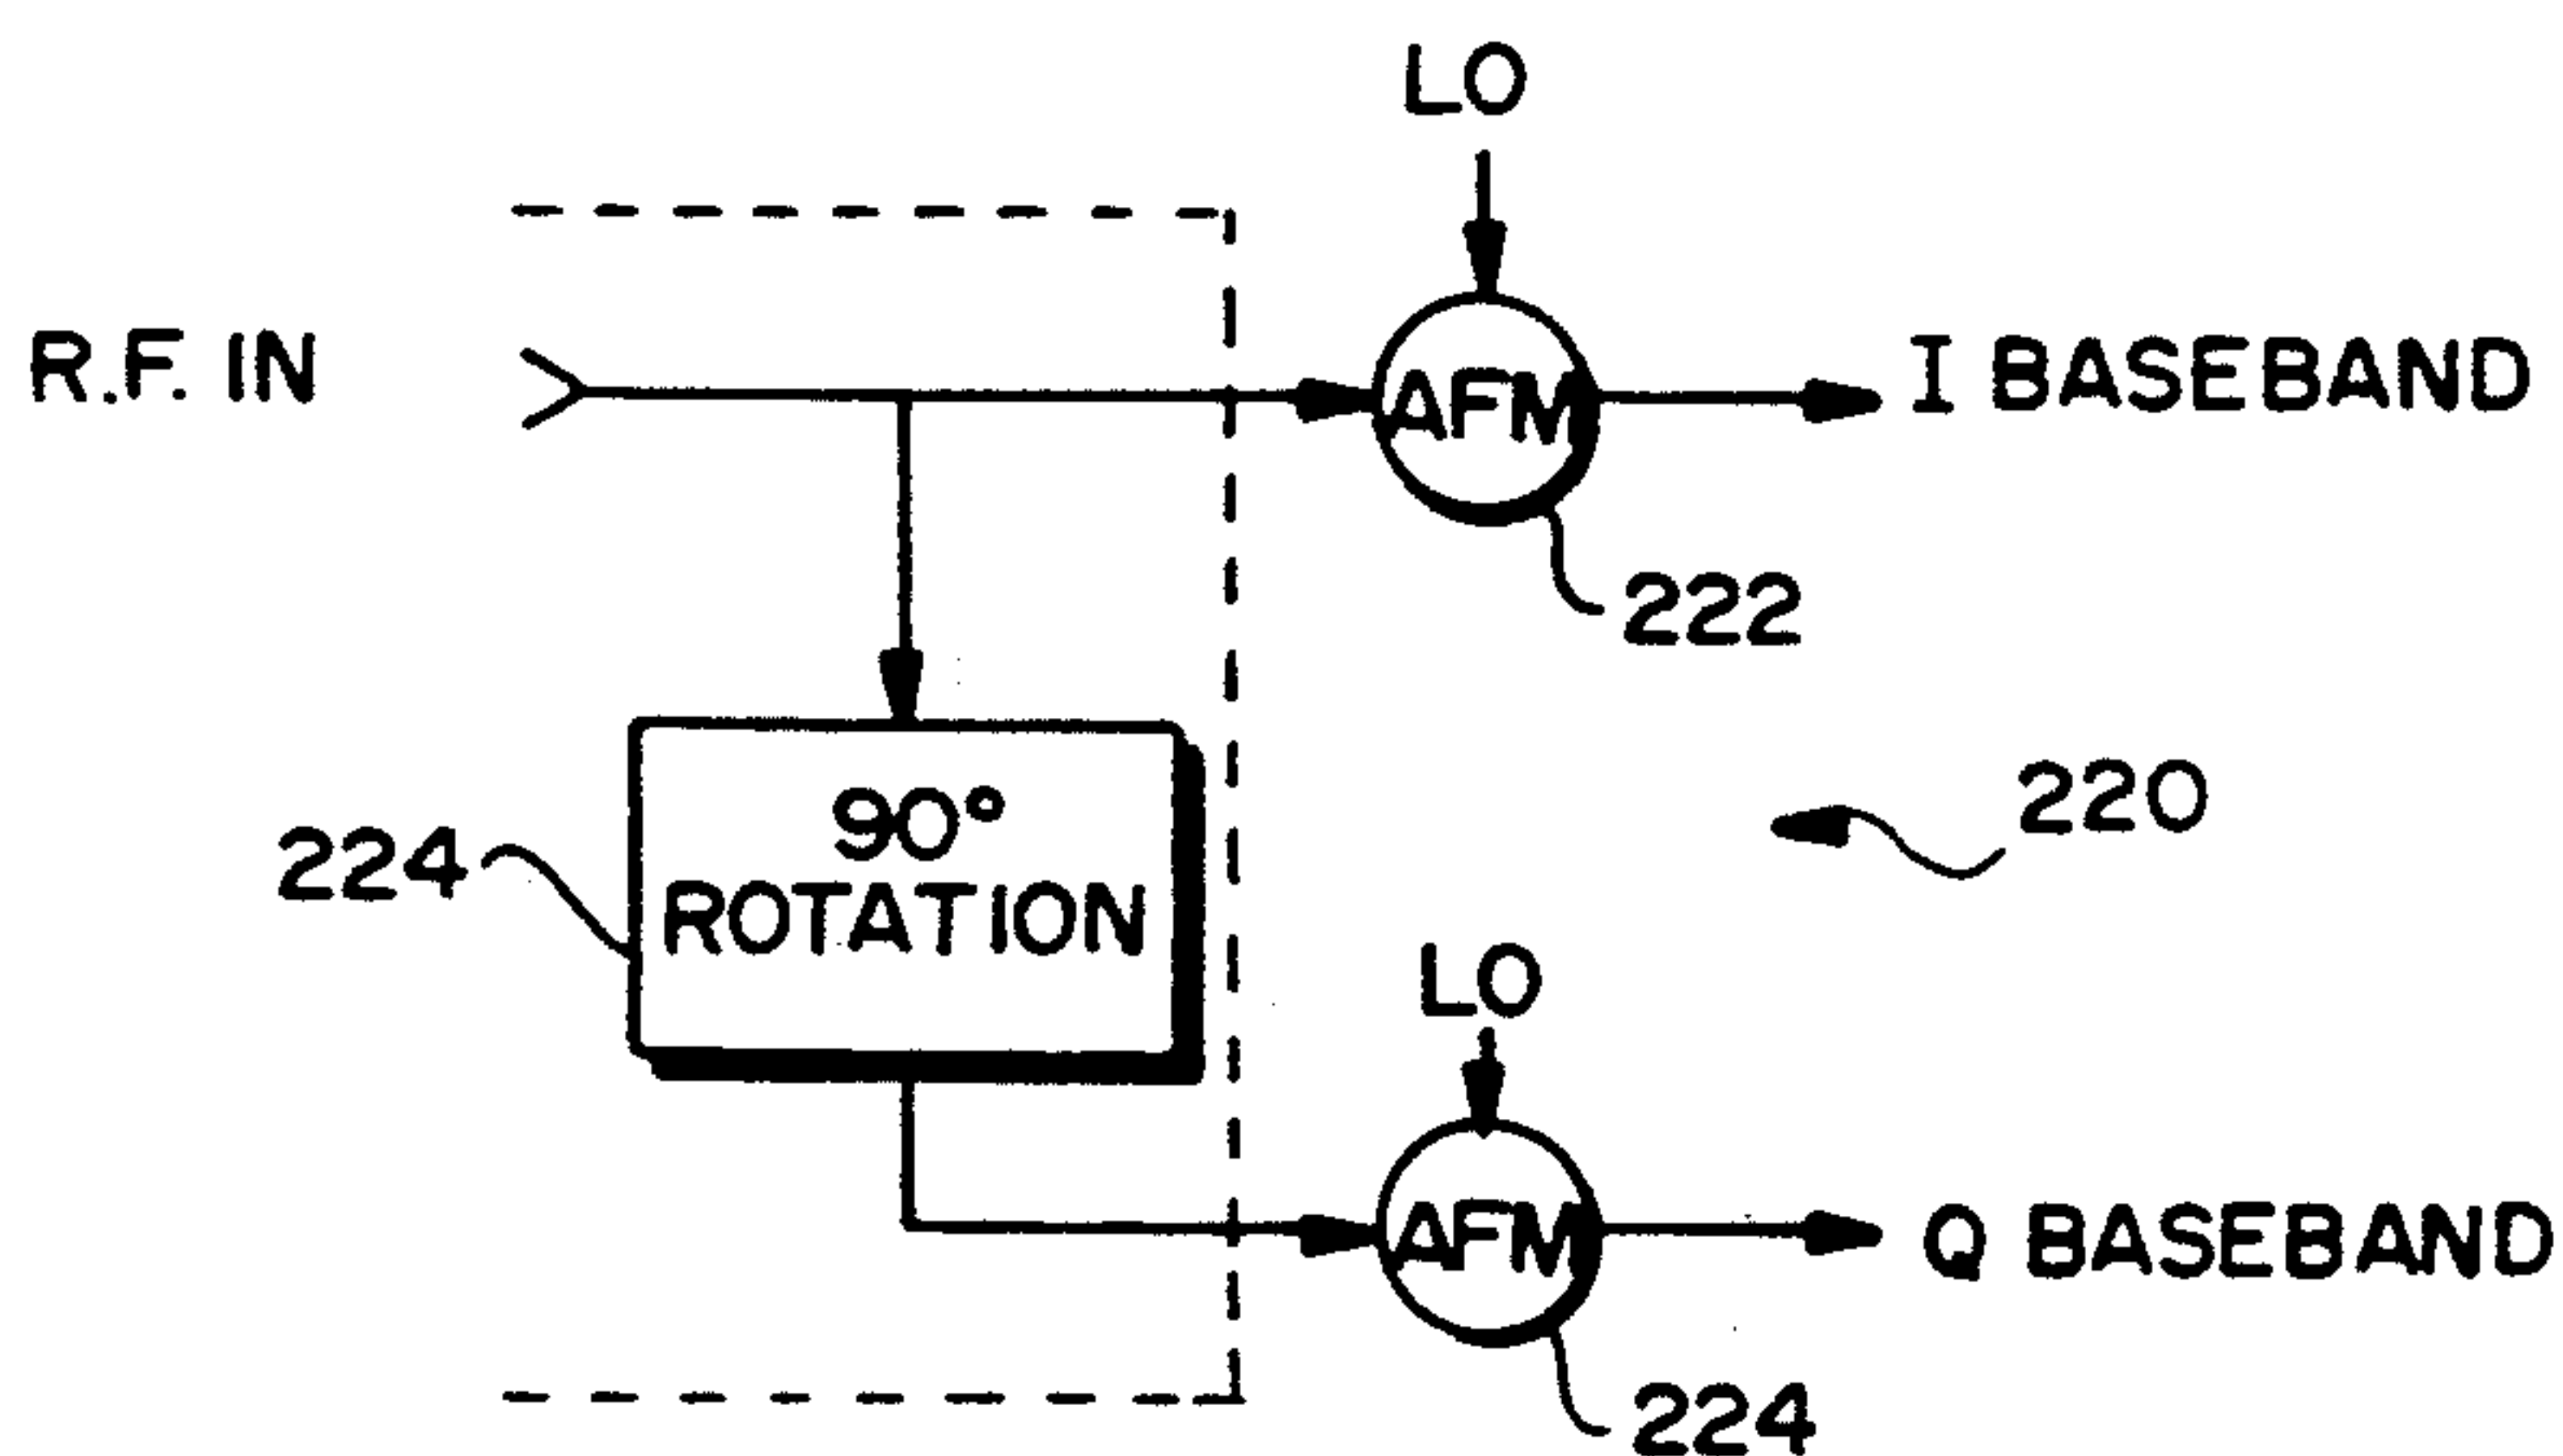 LO
R.F. IN
AFM
I BASEBAND
222
90°
ROTATION
224
220
LO
AFM
Q BASEBAND
224